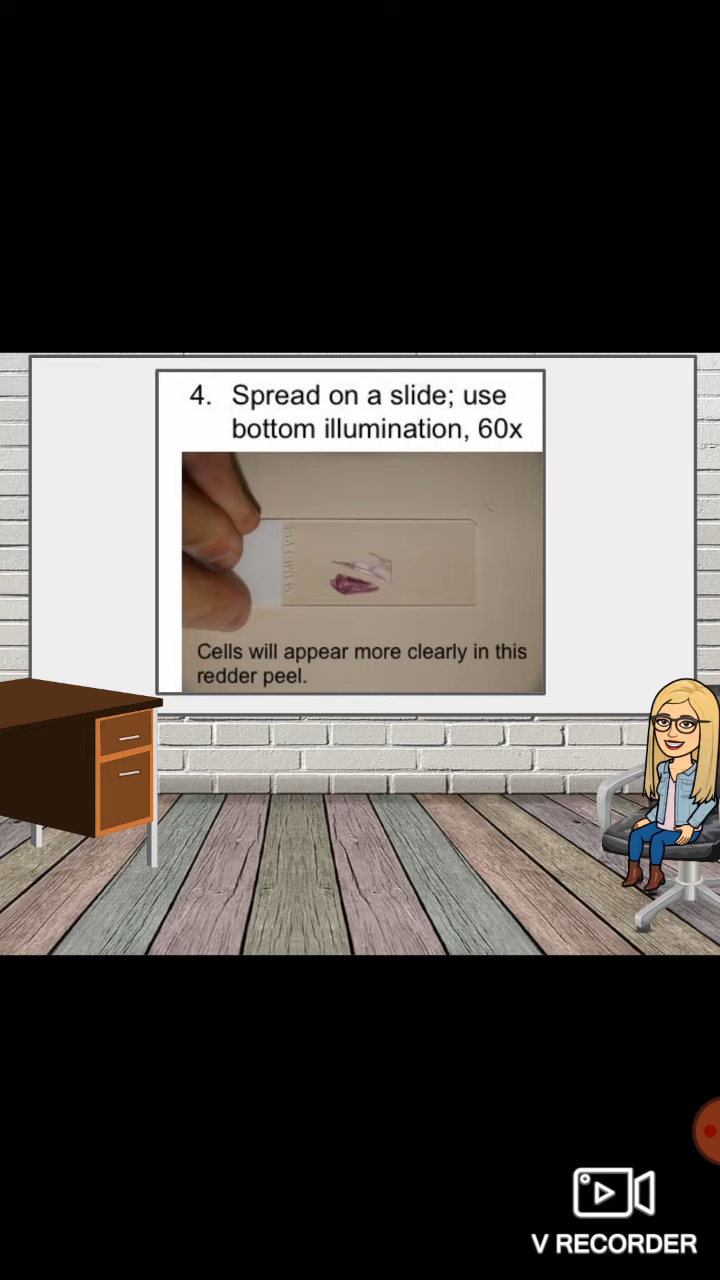 4. Spread on a slide; use
bottom illumination, 60x
Cells will appear more clearly in this
redder peel.
V RECORDER